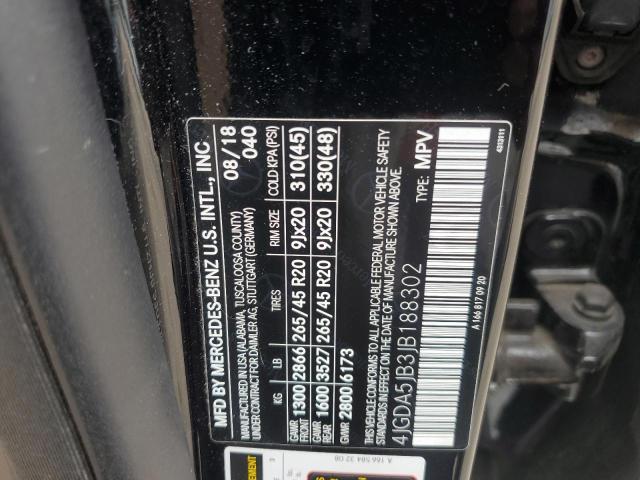 MFD BY MERCEDES-BENZ U.S. INTL., INC.
MADE IN USA (ALABAMA, TUSCALOOSA COUNTY) 08/18
UNDER CONTRACT FOR DAIMLER AG, STUTTGART (GERMANY) 040
KG LB TIRES RIM SIZE COLD KPA (PSI)
GAWR FRONT 1300 2866 265/45 R20 9Jx20 310(45)
GAWR REAR 1600 3527 265/45 R20 9Jx20 330(48)
GVWR 2800 6173
THIS VEHICLE CONFORMS TO ALL APPLICABLE FEDERAL MOTOR VEHICLE SAFETY
STANDARDS IN EFFECT ON THE DATE OF MANUFACTURE SHOWN ABOVE.
4JGDA5JB3JB188302 TYPE: MPV
A 166 817 09 20
A 166 584 32 08